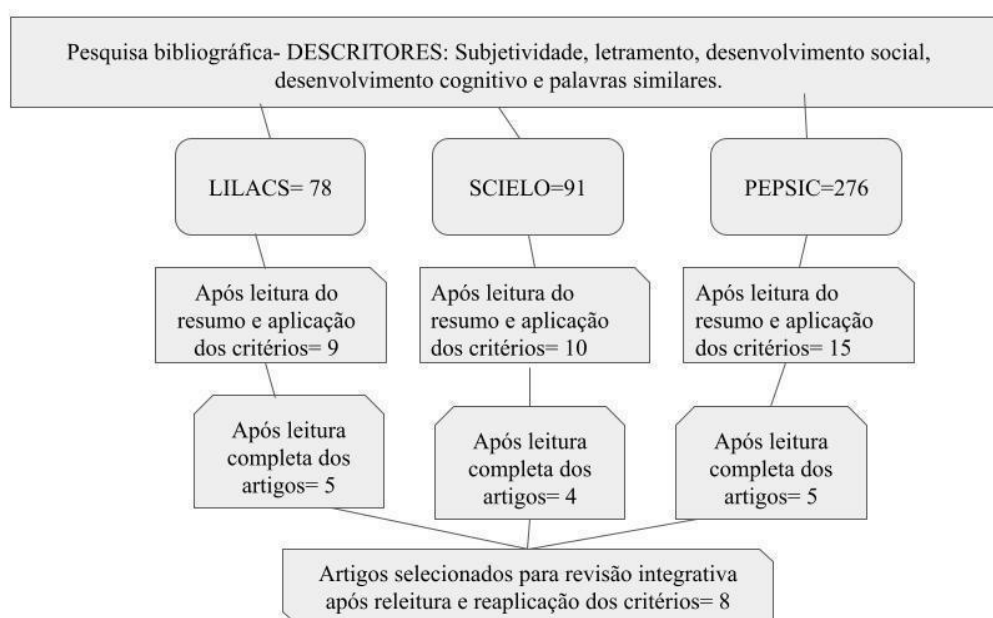 Pesquisa bibliográfica- DESCRITORES: Subjetividade, letramento, desenvolvimento social,
desenvolvimento cognitivo e palavras similares.
LILACS= 78
SCIELO=91
PEPSIC=276
Após leitura do
resumo e aplicação
dos critérios= 9
Após leitura do
resumo e aplicação
dos critérios= 10
Após leitura do
resumo e aplicação
dos critérios= 15
Após leitura
completa dos
artigos= 5
Após leitura
completa dos
artigos= 4
Após leitura
completa dos
artigos= 5
Artigos selecionados para revisão integrativa
após releitura e reaplicação dos critérios= 8